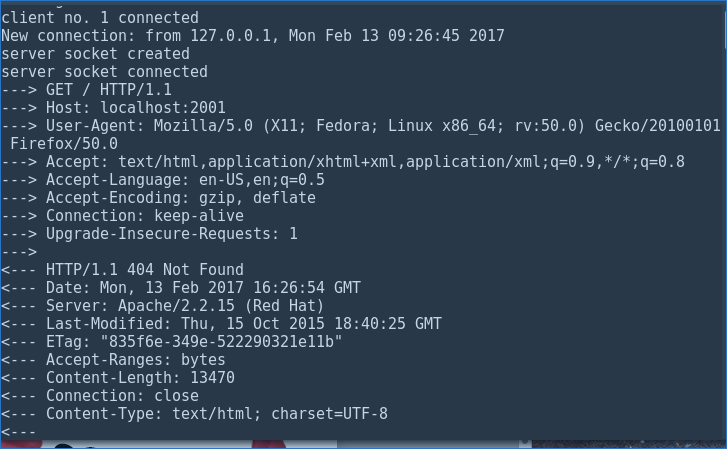 client no. 1 connected
New connection: from 127.0.0.1, Mon Feb 13 09:26:45 2017
server socket created
server socket connected
---> GET / HTTP/1.1
---> Host: localhost:2001
---> User-Agent: Mozilla/5.0 (X11; Fedora; Linux x86_64; rv:50.0) Gecko/20100101
Firefox/50.0
---> Accept: text/html,application/xhtml+xml,application/xml;q=0.9,*/*;q=0.8
---> Accept-Language: en-US,en;q=0.5
---> Accept-Encoding: gzip, deflate
---> Connection: keep-alive
---> Upgrade-Insecure-Requests: 1
--->
<--- HTTP/1.1 404 Not Found
<--- Date: Mon, 13 Feb 2017 16:26:54 GMT
<--- Server: Apache/2.2.15 (Red Hat)
<--- Last-Modified: Thu, 15 Oct 2015 18:40:25 GMT
<--- ETag: "835f6e-349e-522290321e11b"
<--- Accept-Ranges: bytes
<--- Content-Length: 13470
<--- Connection: close
<--- Content-Type: text/html; charset=UTF-8
<---